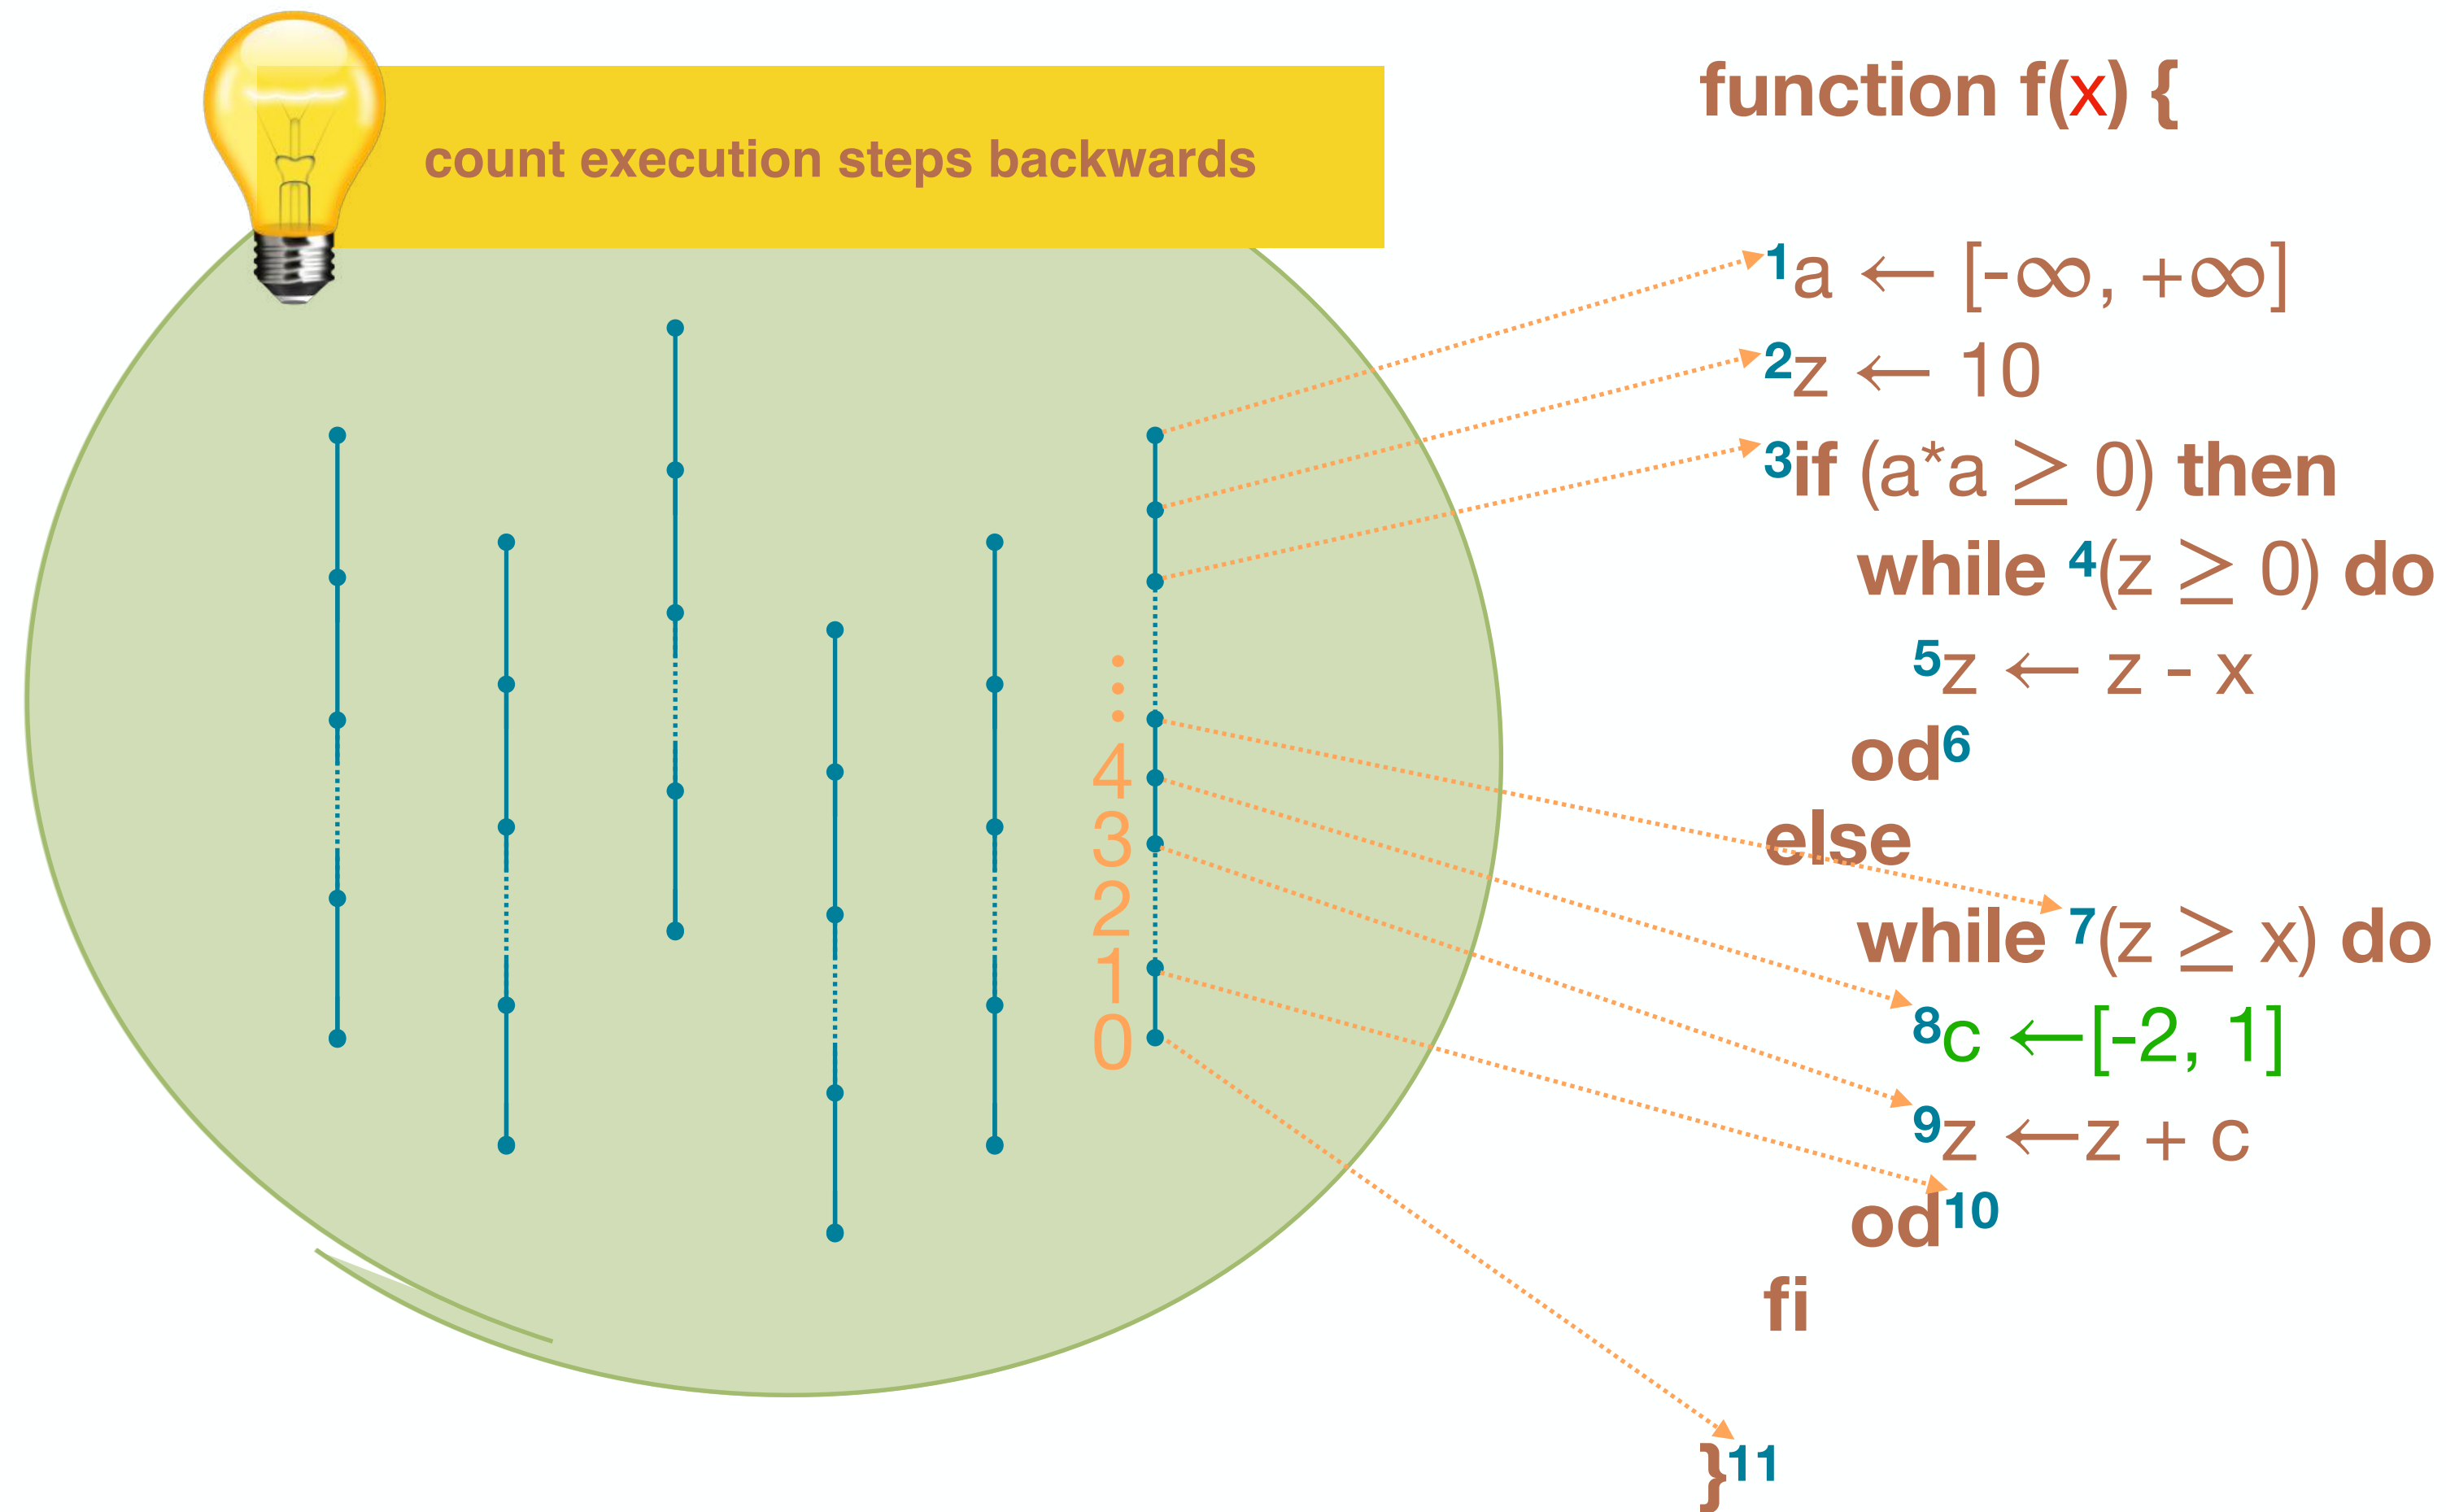 count execution steps backwards
function f(x) {
1a ← [-∞, +∞]
2z ← 10
3if (a*a ≥ 0) then
while 4(z ≥ 0) do
5z ← z - x
od6
else
while 7(z ≥ x) do
8c ←[-2, 1]
9z ←z + c
od10
fi
}11
⋮
4
3
2
1
0